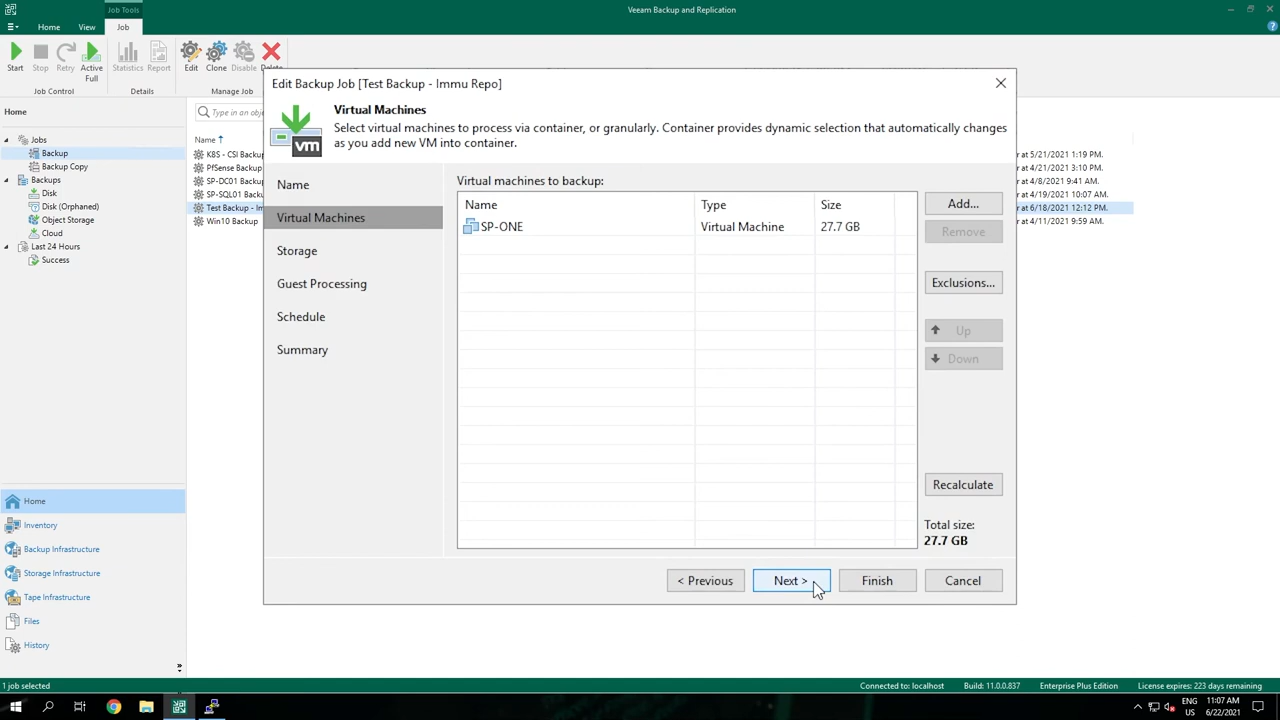 Job Tools
Veeam Backup and Replication
Home
View
Job
Start
Stop
Retry
Active
Full
Statistics
Report
Edit
Clone
Disable
Delete
Job Control
Details
Manage Job
Home
Type in an obje
Jobs
Backup
Backup Copy
Backups
Disk
Disk (Orphaned)
Object Storage
Cloud
Last 24 Hours
Success
Name
K8S - CSI Backup
PfSense Backup
SP-DC01 Backup
SP-SQL01 Backu
Test Backup - Im
Win10 Backup
r at 5/21/2021 1:19 PM.
r at 4/21/2021 3:10 PM.
r at 4/8/2021 9:41 AM.
r at 4/19/2021 10:07 AM.
r at 6/18/2021 12:12 PM.
r at 4/11/2021 9:59 AM.
Edit Backup Job [Test Backup - Immu Repo]
vm
Virtual Machines
Select virtual machines to process via container, or granularly. Container provides dynamic selection that automatically changes
as you add new VM into container.
Name
Virtual Machines
Storage
Guest Processing
Schedule
Summary
Virtual machines to backup:
Name Type Size
SP-ONE Virtual Machine 27.7 GB
Add...
Remove
Exclusions...
Up
Down
Recalculate
Total size:
27.7 GB
< Previous
Next >
Finish
Cancel
Home
Inventory
Backup Infrastructure
Storage Infrastructure
Tape Infrastructure
Files
History
1 job selected
Connected to: localhost
Build: 11.0.0.837
Enterprise Plus Edition
License expires: 223 days remaining
ENG
US
11:07 AM
6/22/2021